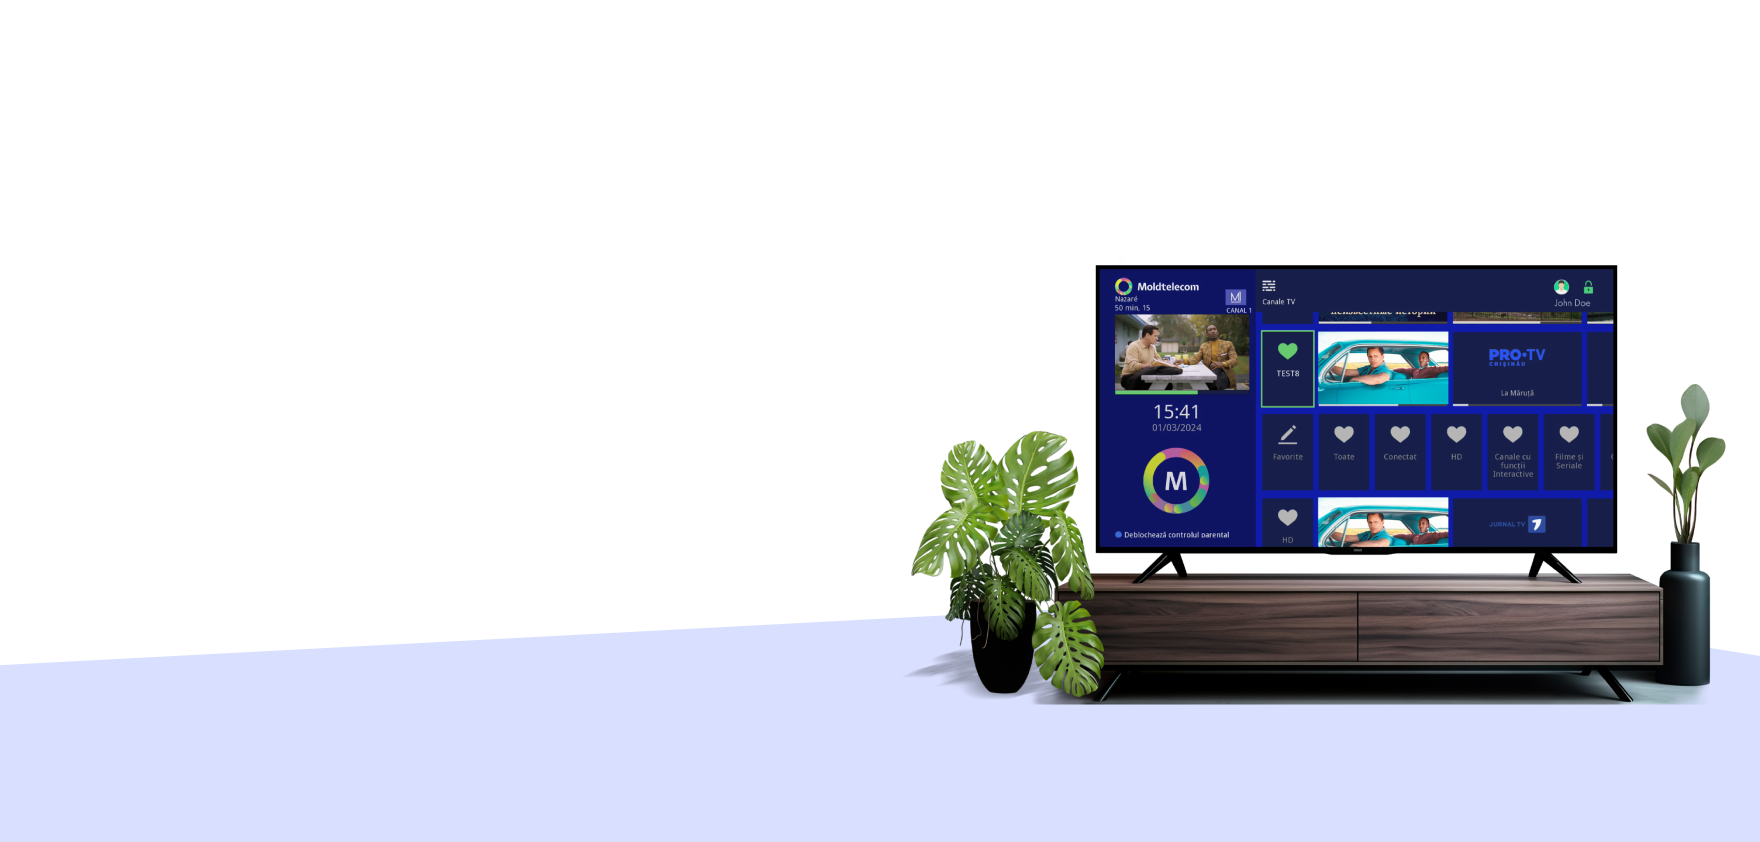 Moldtelecom
Nazaré
50 min, 15
M
CANAL 1
15:41
01/03/2024
M
Deblochează controlul parental
Canale TV
John Doe
неизвестные истории
TEST8
PRO•TV
CHIȘINĂU
La Măruță
Favorite
Toate
Conectat
HD
Canale cu
funcții
Interactive
Filme și
Seriale
HD
JURNAL TV
7